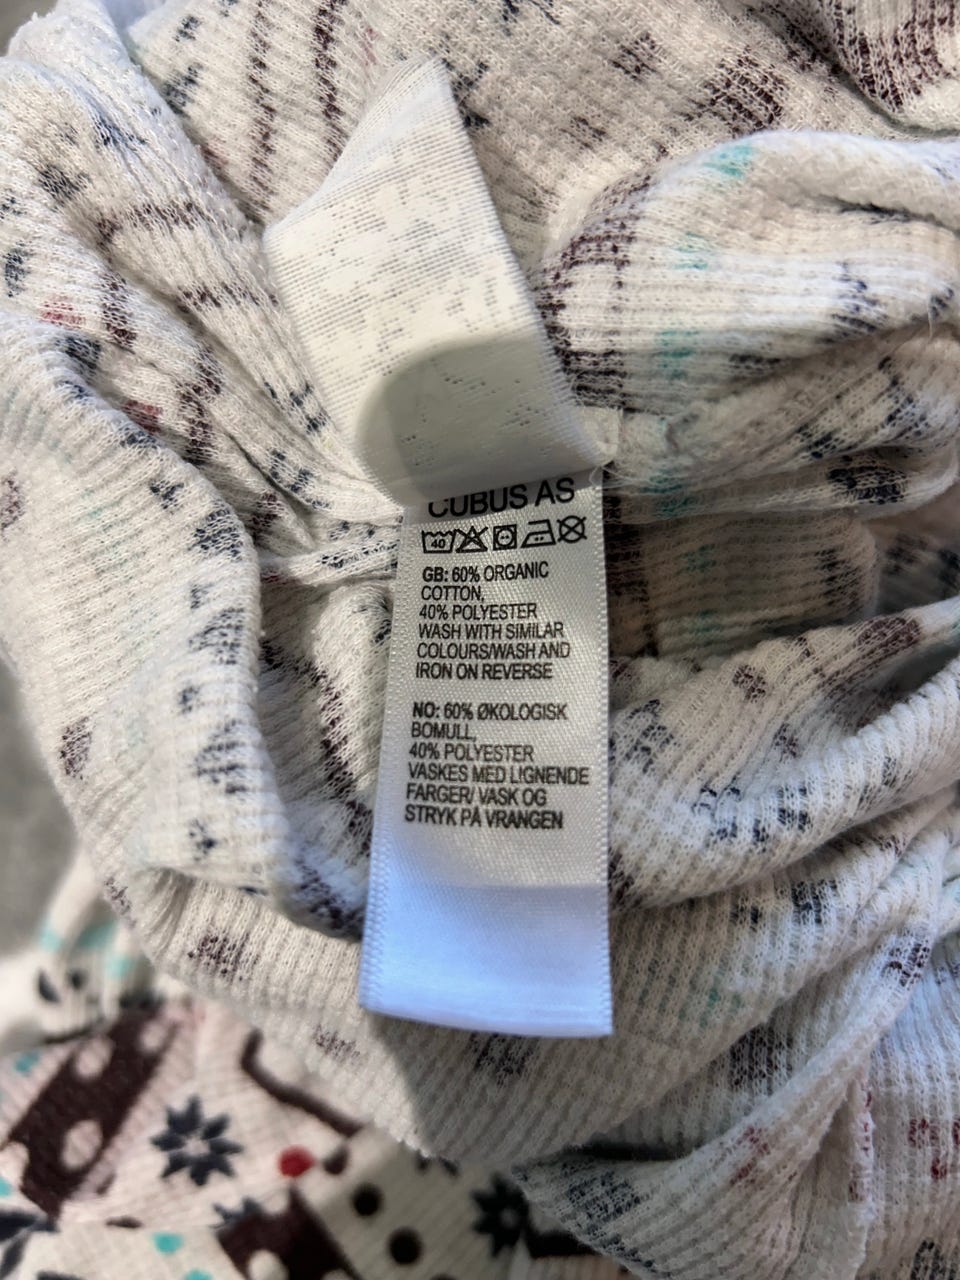 CUBUS AS
40
GB: 60% ORGANIC
COTTON,
40% POLYESTER
WASH WITH SIMILAR
COLOURS/WASH AND
IRON ON REVERSE
NO: 60% ØKOLOGISK
BOMULL,
40% POLYESTER
VASKES MED LIGNENDE
FARGER/ VASK OG
STRYK PÅ VRANGEN